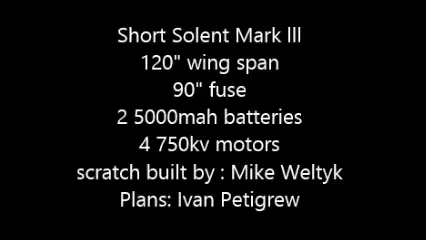 Short Solent Mark lll
120" wing span
90" fuse
2 5000mah batteries
4 750kv motors
scratch built by : Mike Weltyk
Plans: Ivan Petigrew